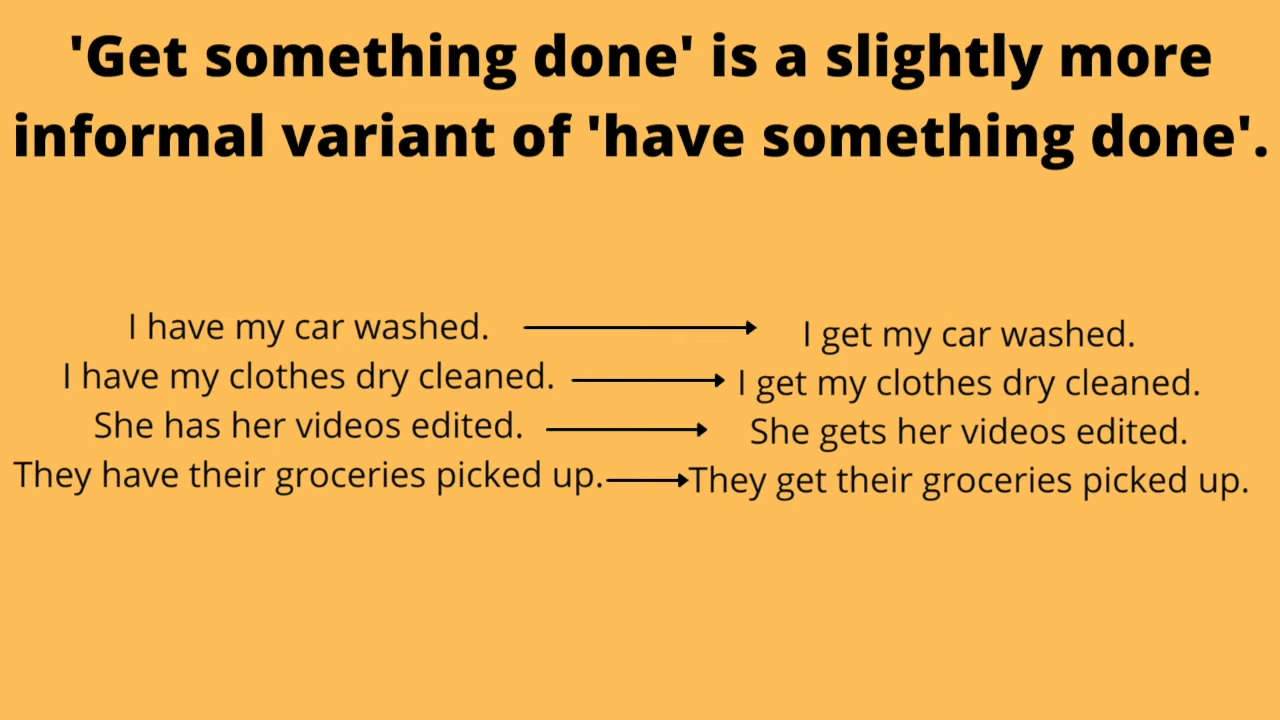 'Get something done' is a slightly more
informal variant of 'have something done'.
I have my car washed. I get my car washed.
I have my clothes dry cleaned. I get my clothes dry cleaned.
She has her videos edited. She gets her videos edited.
They have their groceries picked up. They get their groceries picked up.